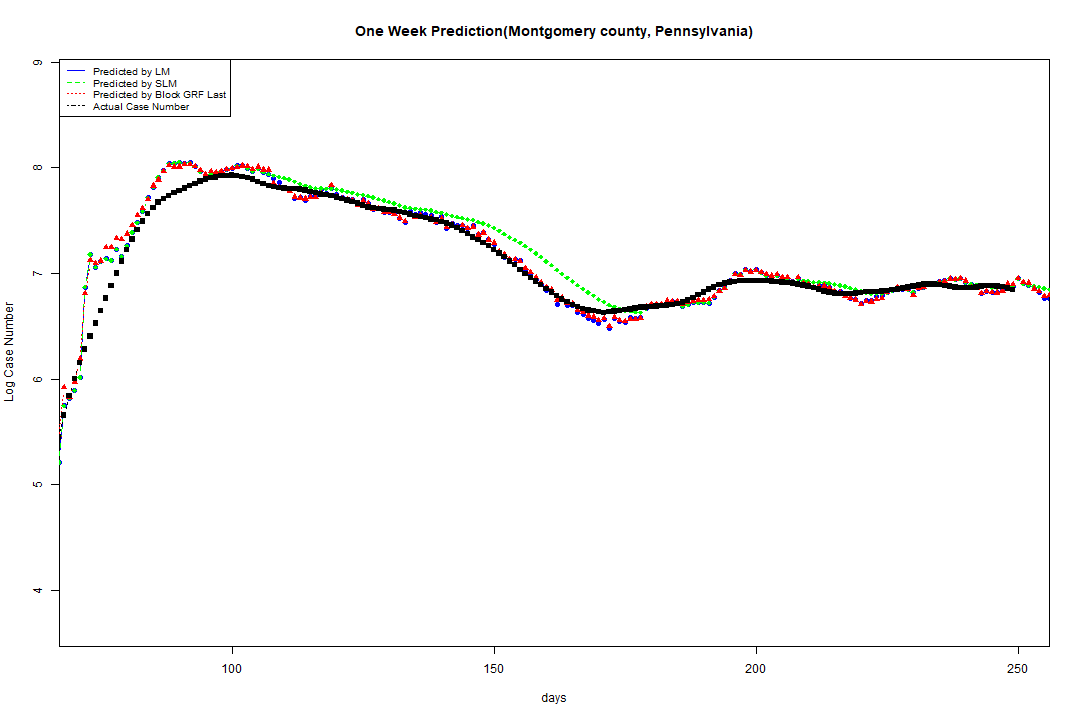 One Week Prediction(Montgomery county, Pennsylvania)
Predicted by LM
Predicted by SLM
Predicted by Block GRF Last
Actual Case Number
9
8
7
6
5
4
Log Case Number
100 150 200 250
days